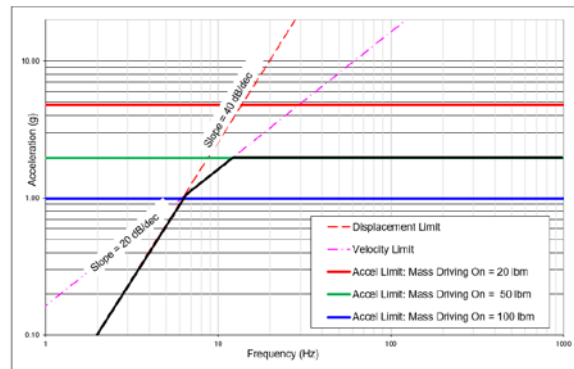 10.00
1.00
0.10
Acceleration (g)
Slope = 40 dB/dec
Slope = 20 dB/dec
Displacement Limit
Velocity Limit
Accel Limit: Mass Driving On = 20 lbm
Accel Limit: Mass Driving On = 50 lbm
Accel Limit: Mass Driving On = 100 lbm
1
10
100
1000
Frequency (Hz)